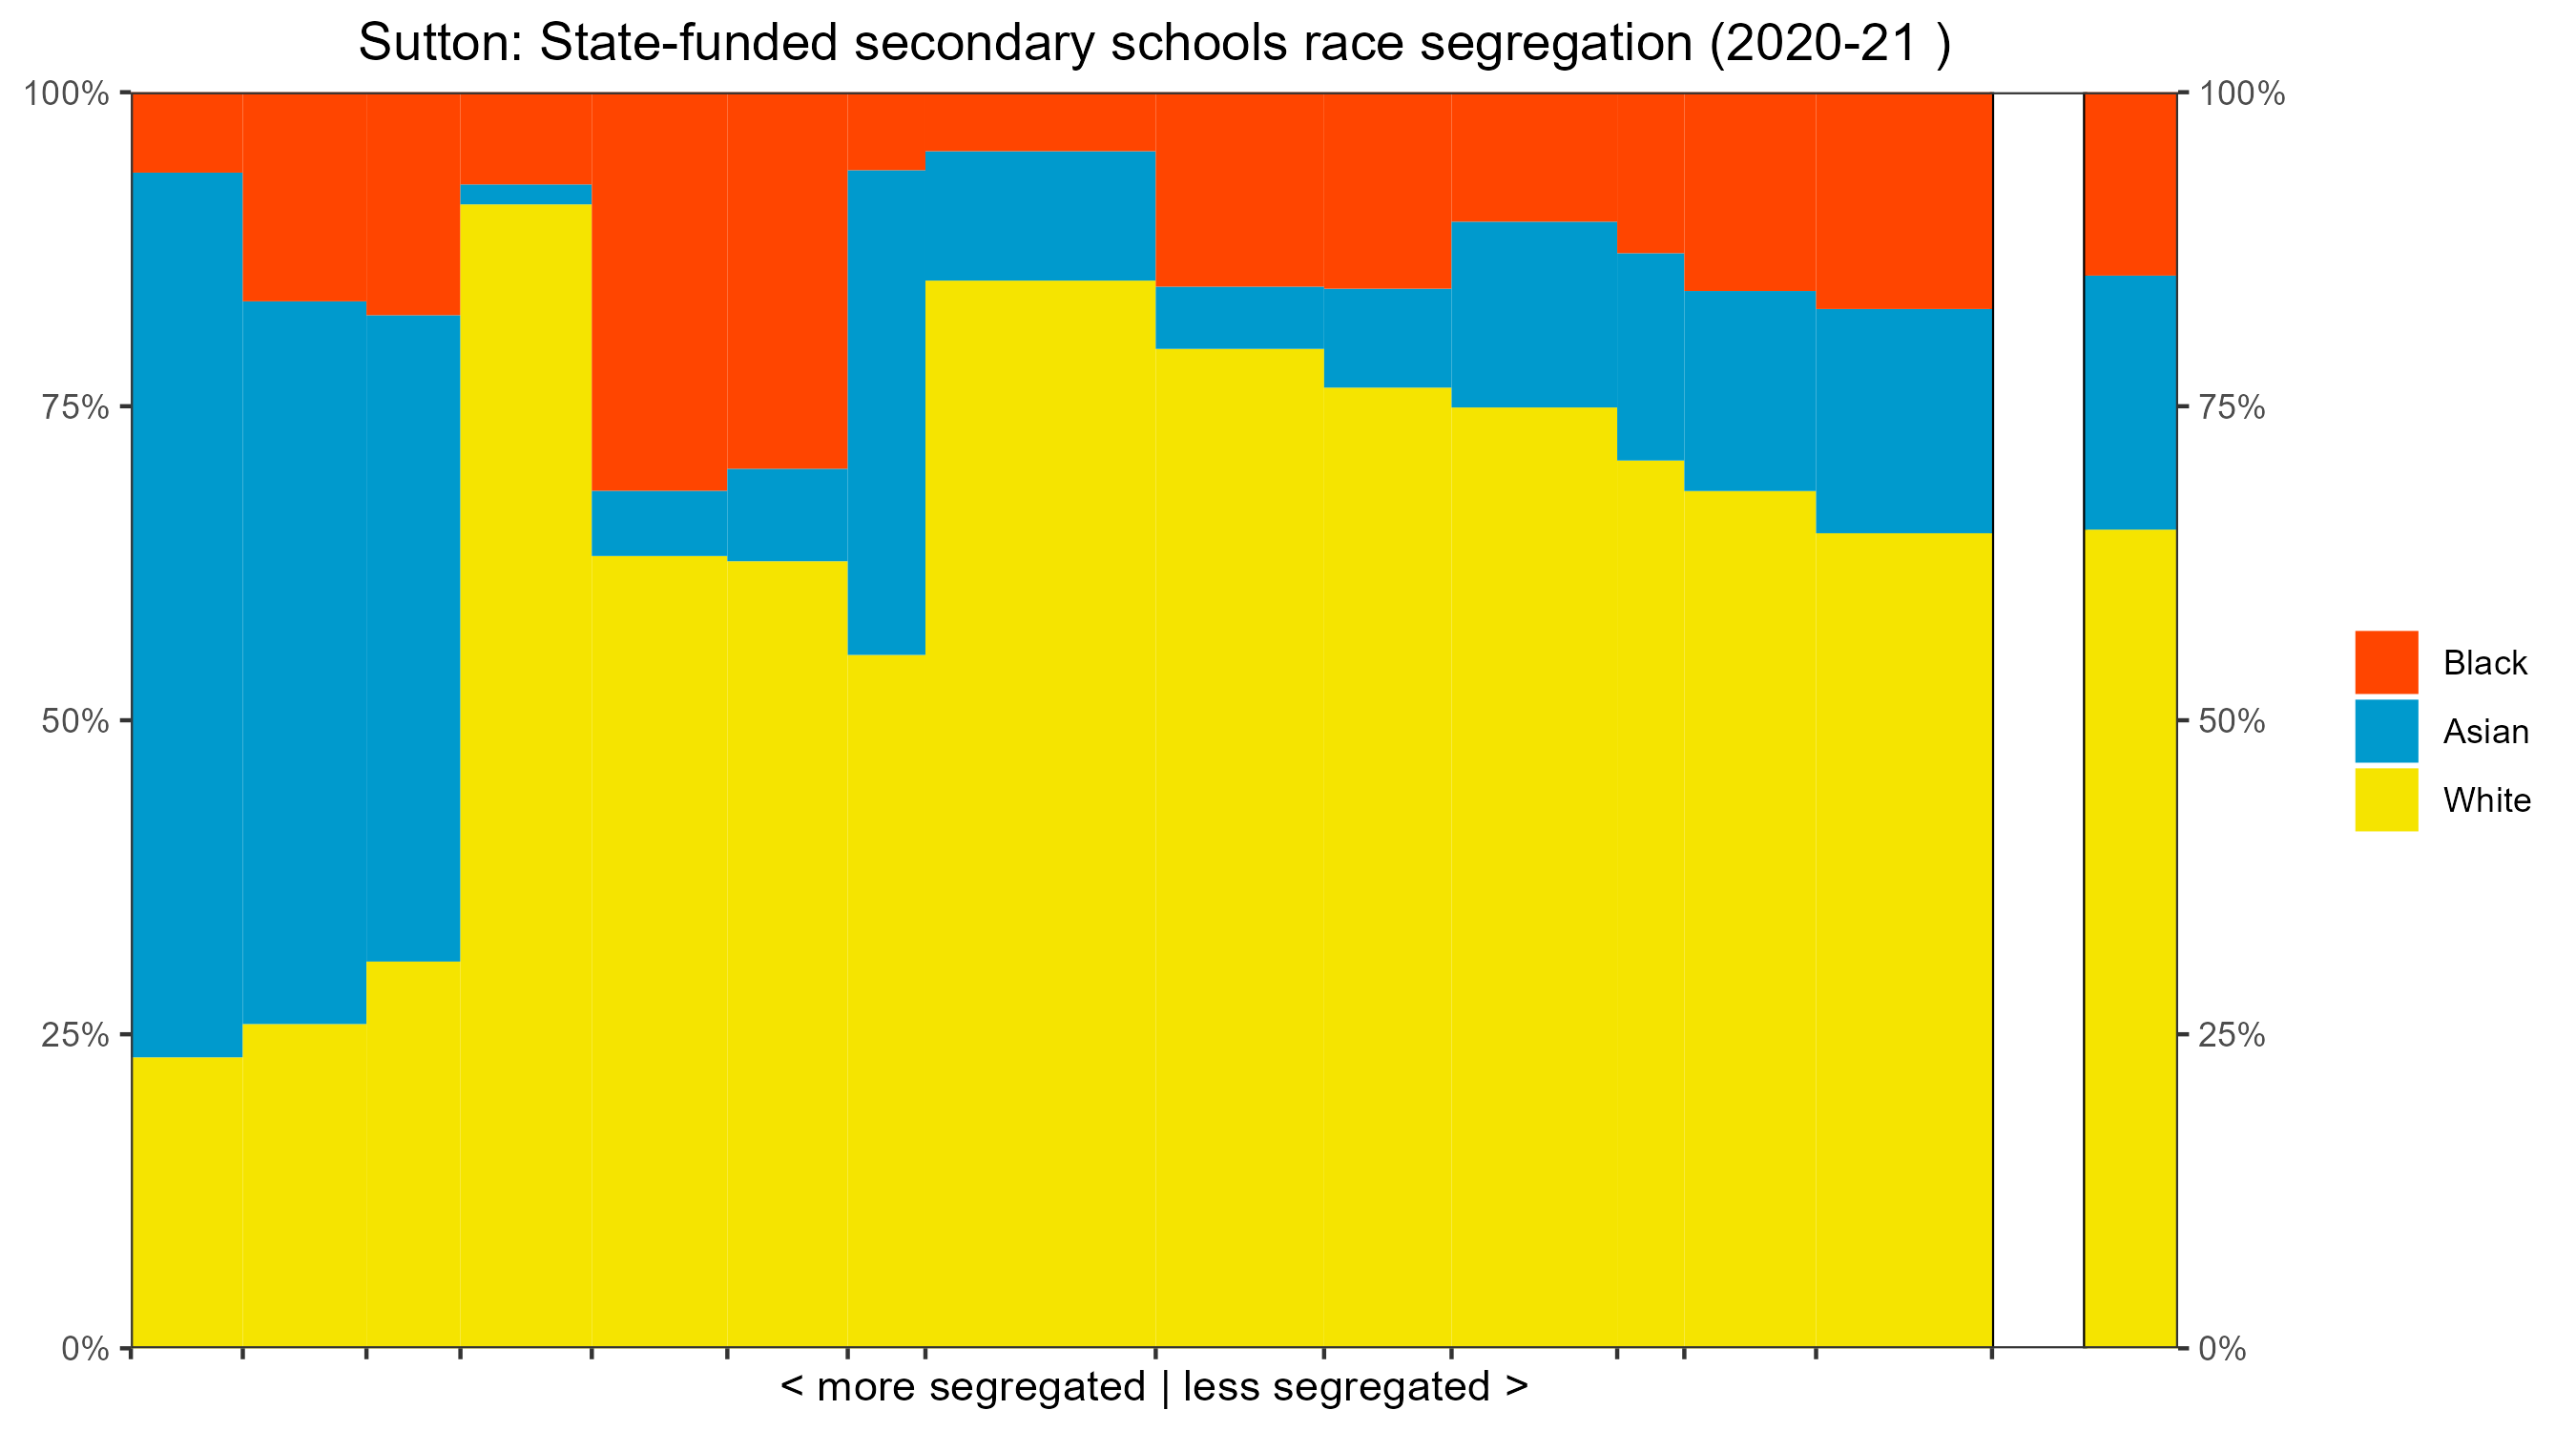 Sutton: State-funded secondary schools race segregation (2020-21 )
100%
75%
50%
25%
0%
100%
75%
50%
25%
0%
Black
Asian
White
< more segregated | less segregated >